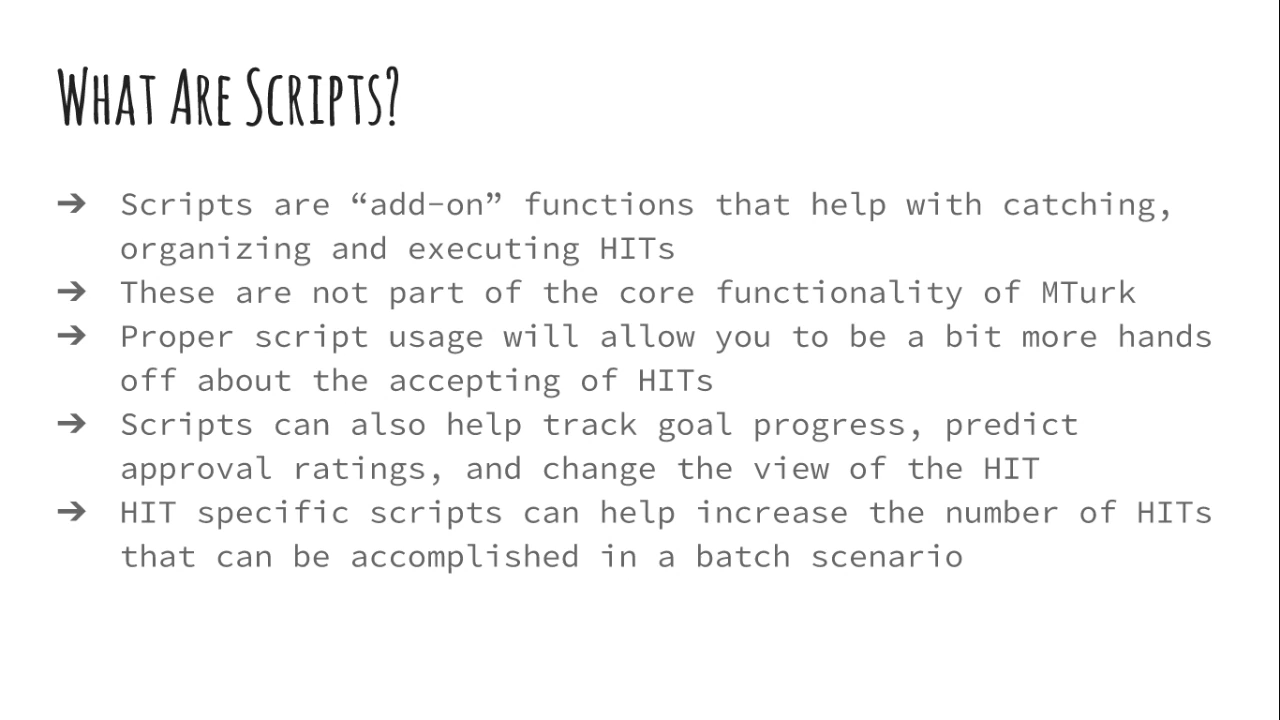 What Are Scripts?
➔ Scripts are “add-on” functions that help with catching,
organizing and executing HITs
➔ These are not part of the core functionality of MTurk
➔ Proper script usage will allow you to be a bit more hands
off about the accepting of HITs
➔ Scripts can also help track goal progress, predict
approval ratings, and change the view of the HIT
➔ HIT specific scripts can help increase the number of HITs
that can be accomplished in a batch scenario